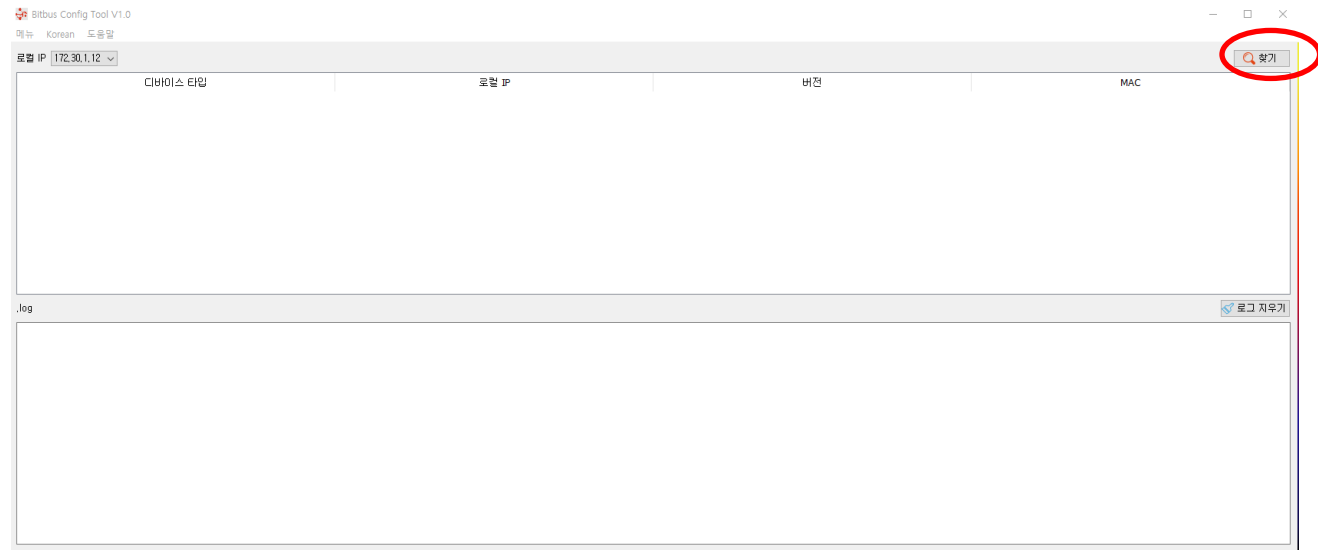 Bitbus Config Tool V1.0
메뉴 Korean 도움말
로컬 IP 172,30,1,12 찾기
디바이스 타입 로컬 IP 버전 MAC
,log 로그 지우기